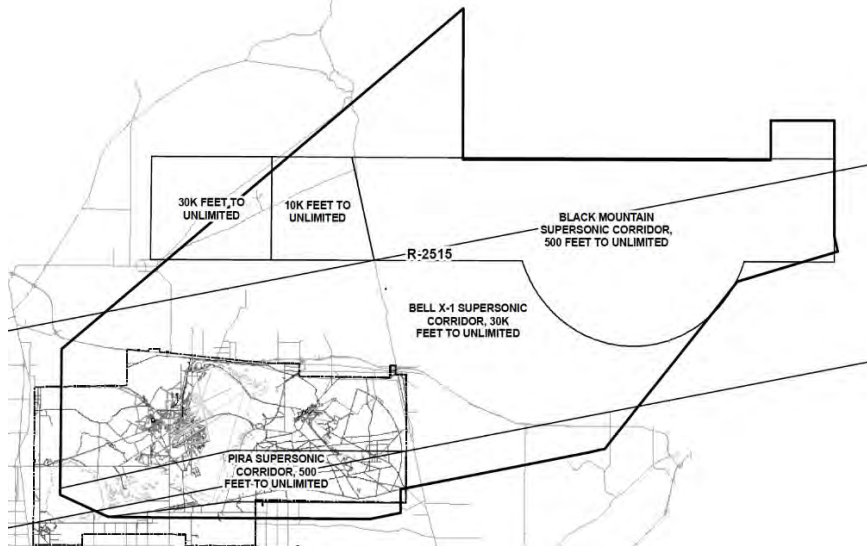 30K FEET TO
UNLIMITED
10K FEET TO
UNLIMITED
BLACK MOUNTAIN
SUPERSONIC CORRIDOR,
500 FEET TO UNLIMITED
R-2515
BELL X-1 SUPERSONIC
CORRIDOR, 30K
FEET TO UNLIMITED
PIRA SUPERSONIC
CORRIDOR, 500
FEET TO UNLIMITED